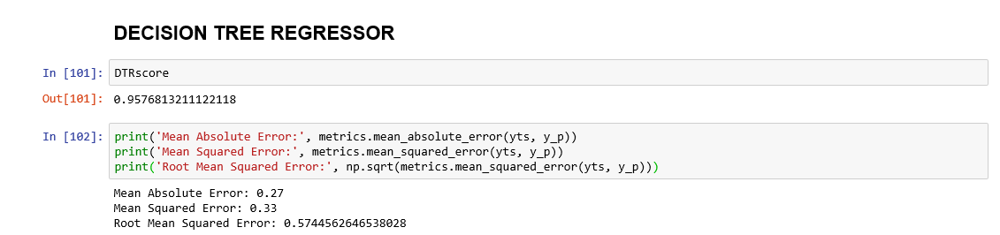 DECISION TREE REGRESSOR
In [101]: DTRscore
Out[101]: 0.9576813211122118
In [102]: print('Mean Absolute Error:', metrics.mean_absolute_error(yts, y_p))
print('Mean Squared Error:', metrics.mean_squared_error(yts, y_p))
print('Root Mean Squared Error:', np.sqrt(metrics.mean_squared_error(yts, y_p)))
Mean Absolute Error: 0.27
Mean Squared Error: 0.33
Root Mean Squared Error: 0.5744562646538028